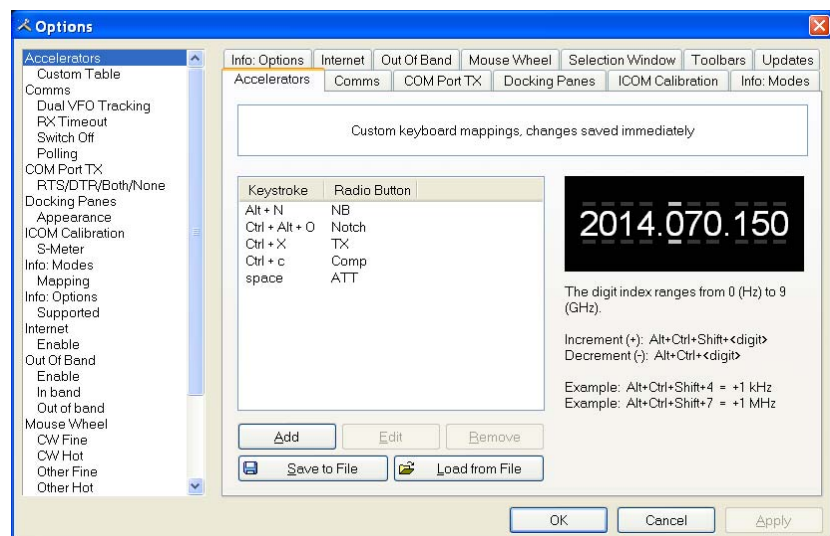 Options
Accelerators
Custom Table
Comms
Dual VFO Tracking
RX Timeout
Switch Off
Polling
COM Port TX
RTS/DTR/Both/None
Docking Panes
Appearance
ICOM Calibration
S-Meter
Info: Modes
Mapping
Info: Options
Supported
Internet
Enable
Out Of Band
Enable
In band
Out of band
Mouse Wheel
CW Fine
CW Hot
Other Fine
Other Hot
Info: Options Internet Out Of Band Mouse Wheel Selection Window Toolbars Updates
Accelerators Comms COM Port TX Docking Panes ICOM Calibration Info: Modes
Custom keyboard mappings, changes saved immediately
Keystroke Radio Button
Alt + N NB
Ctrl + Alt + O Notch
Ctrl + X TX
Ctrl + c Comp
space ATT
2014.070.150
The digit index ranges from 0 (Hz) to 9
(GHz).
Increment (+): Alt+Ctrl+Shift+<digit>
Decrement (-): Alt+Ctrl+<digit>
Example: Alt+Ctrl+Shift+4 = +1 kHz
Example: Alt+Ctrl+Shift+7 = +1 MHz
Add Edit Remove
Save to File Load from File
OK Cancel Apply